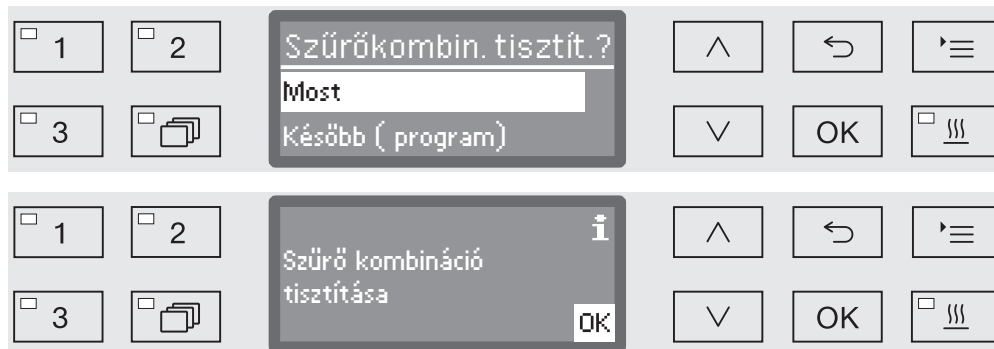 1
2
Szűrőkombin. tisztít.?
Most
Később ( program)
3
OK
1
2
i
Szűrő kombináció
tisztítása
OK
3
OK